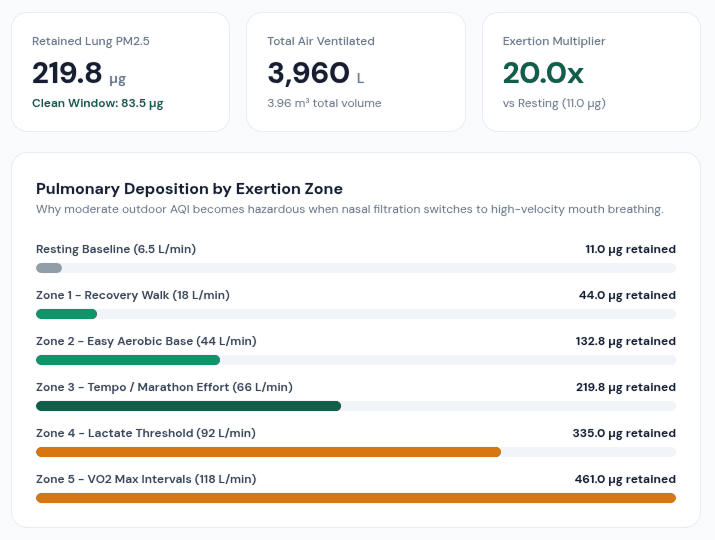 Retained Lung PM2.5
219.8 µg
Clean Window: 83.5 µg
Total Air Ventilated
3,960 L
3.96 m³ total volume
Exertion Multiplier
20.0x
vs Resting (11.0 µg)
Pulmonary Deposition by Exertion Zone
Why moderate outdoor AQI becomes hazardous when nasal filtration switches to high-velocity mouth breathing.
Resting Baseline (6.5 L/min) 11.0 µg retained
Zone 1 - Recovery Walk (18 L/min) 44.0 µg retained
Zone 2 - Easy Aerobic Base (44 L/min) 132.8 µg retained
Zone 3 - Tempo / Marathon Effort (66 L/min) 219.8 µg retained
Zone 4 - Lactate Threshold (92 L/min) 335.0 µg retained
Zone 5 - VO2 Max Intervals (118 L/min) 461.0 µg retained